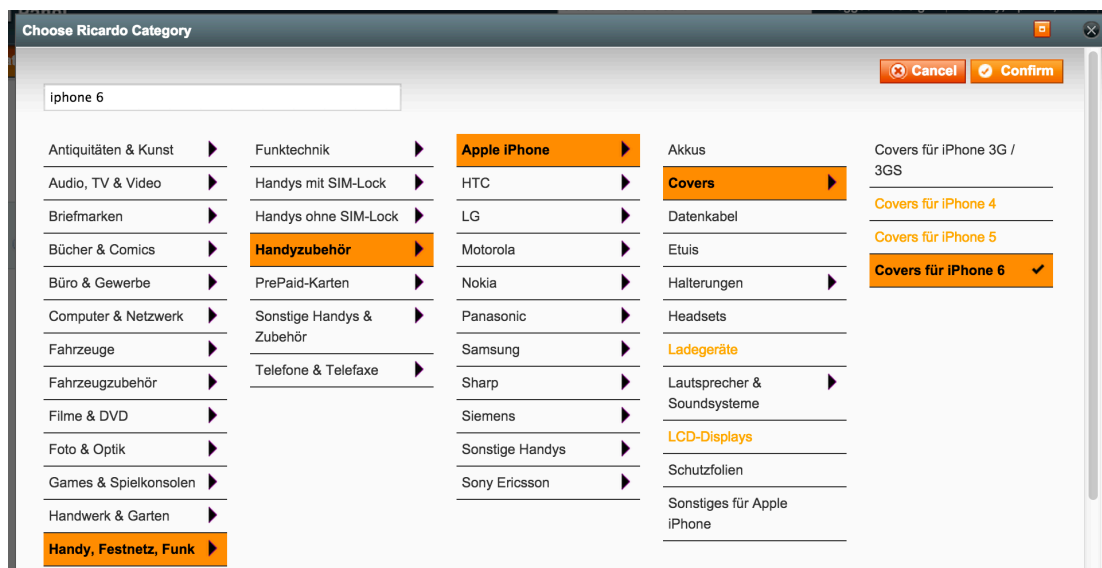 Choose Ricardo Category
Cancel
Confirm
iphone 6
Antiquitäten & Kunst
Audio, TV & Video
Briefmarken
Bücher & Comics
Büro & Gewerbe
Computer & Netzwerk
Fahrzeuge
Fahrzeugzubehör
Filme & DVD
Foto & Optik
Games & Spielkonsolen
Handwerk & Garten
Handy, Festnetz, Funk
Funktechnik
Handys mit SIM-Lock
Handys ohne SIM-Lock
Handyzubehör
PrePaid-Karten
Sonstige Handys &
Zubehör
Telefone & Telefaxe
Apple iPhone
HTC
LG
Motorola
Nokia
Panasonic
Samsung
Sharp
Siemens
Sonstige Handys
Sony Ericsson
Akkus
Covers
Datenkabel
Etuis
Halterungen
Headsets
Ladegeräte
Lautsprecher &
Soundsysteme
LCD-Displays
Schutzfolien
Sonstiges für Apple
iPhone
Covers für iPhone 3G /
3GS
Covers für iPhone 4
Covers für iPhone 5
Covers für iPhone 6